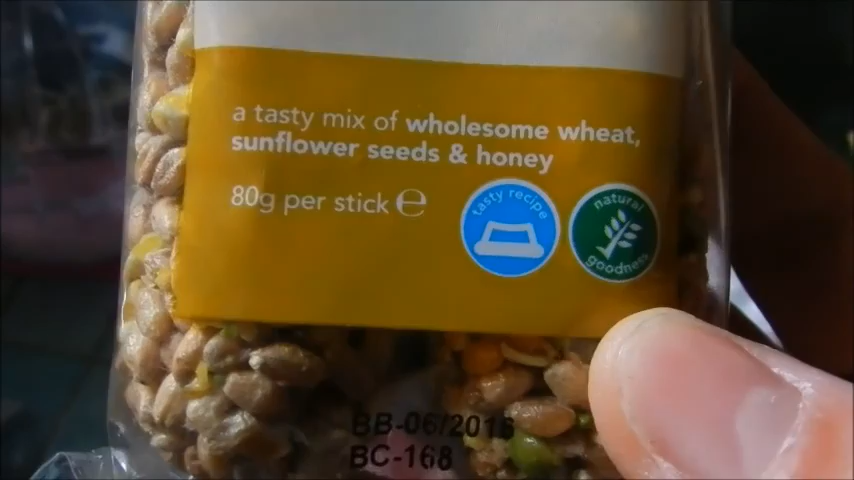 a tasty mix of wholesome wheat,
sunflower seeds & honey
80g per stick ℮
tasty recipe
natural
goodness
BB-06/2016
BC-168